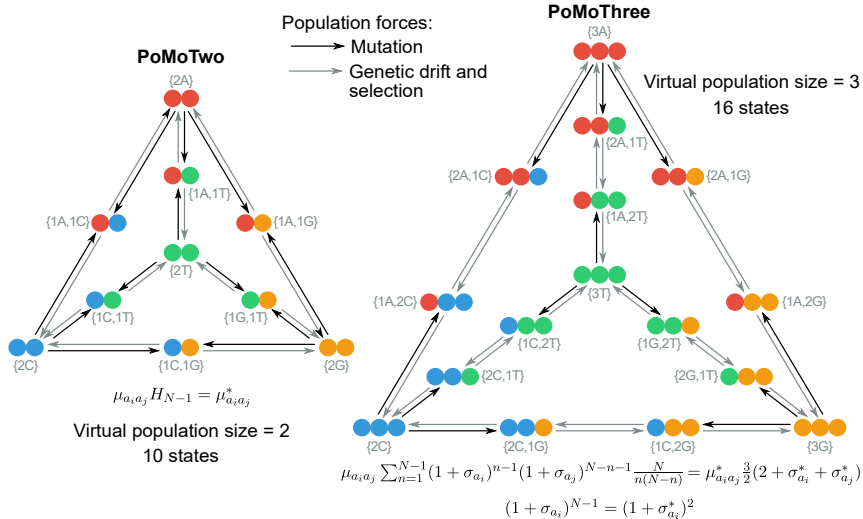 Population forces:
Mutation
Genetic drift and
selection
PoMoTwo
{2A}
{1A,1T}
{1A,1C}
{1A,1G}
{2T}
{1C,1T}
{1G,1T}
{2C}
{1C,1G}
{2G}
μ_{a_i a_j} H_{N−1} = μ*_{a_i a_j}
Virtual population size = 2
10 states
PoMoThree
{3A}
Virtual population size = 3
16 states
{2A,1T}
{2A,1C}
{2A,1G}
{1A,2T}
{3T}
{1A,2C}
{1A,2G}
{1C,2T}
{1G,2T}
{2C,1T}
{2G,1T}
{2C}
{2C,1G}
{1C,2G}
{3G}
μ_{a_i a_j} ∑_{n=1}^{N−1} (1 + σ_{a_i})^{n−1} (1 + σ_{a_j})^{N−n−1} \frac{N}{n(N−n)} = μ*_{a_i a_j} \frac{3}{2} (2 + σ*_{a_i} + σ*_{a_j})
(1 + σ_{a_i})^{N−1} = (1 + σ*_{a_i})^2